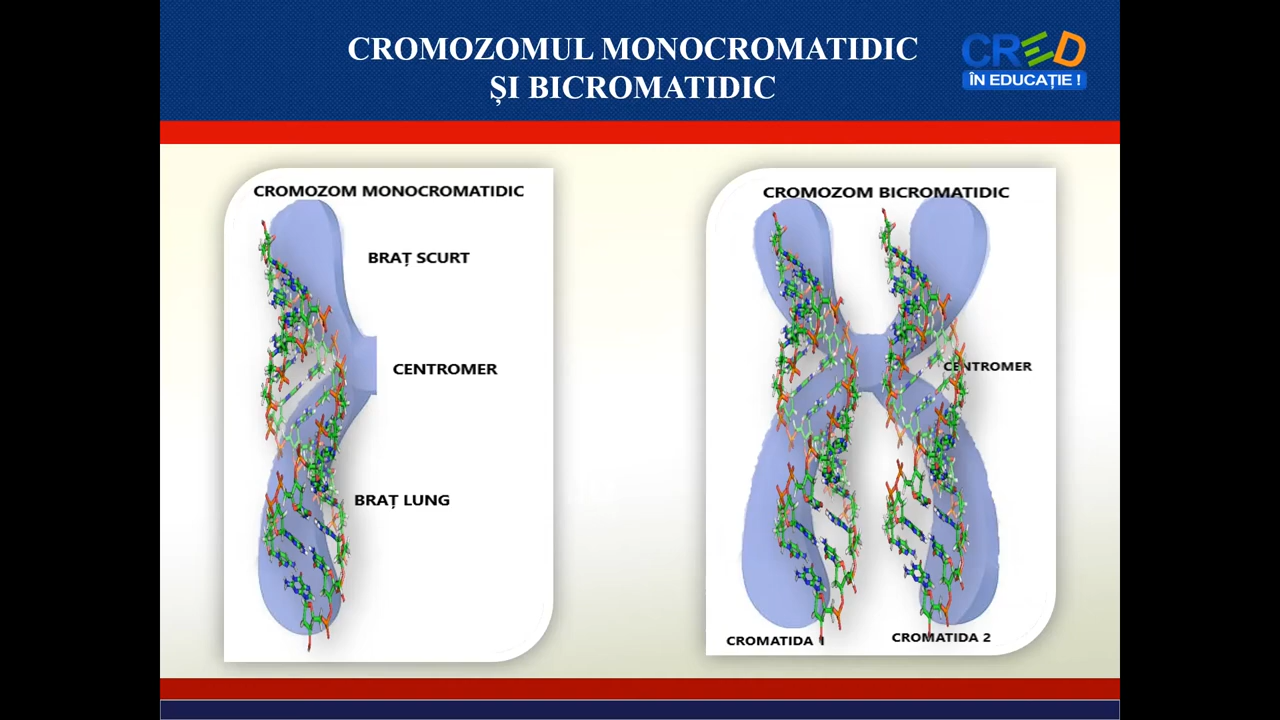 CROMOZOMUL MONOCROMATIDIC
ȘI BICROMATIDIC
CRED
ÎN EDUCAȚIE !
CROMOZOM MONOCROMATIDIC
BRAȚ SCURT
CENTROMER
BRAȚ LUNG
CROMOZOM BICROMATIDIC
CENTROMER
CROMATIDA 1
CROMATIDA 2